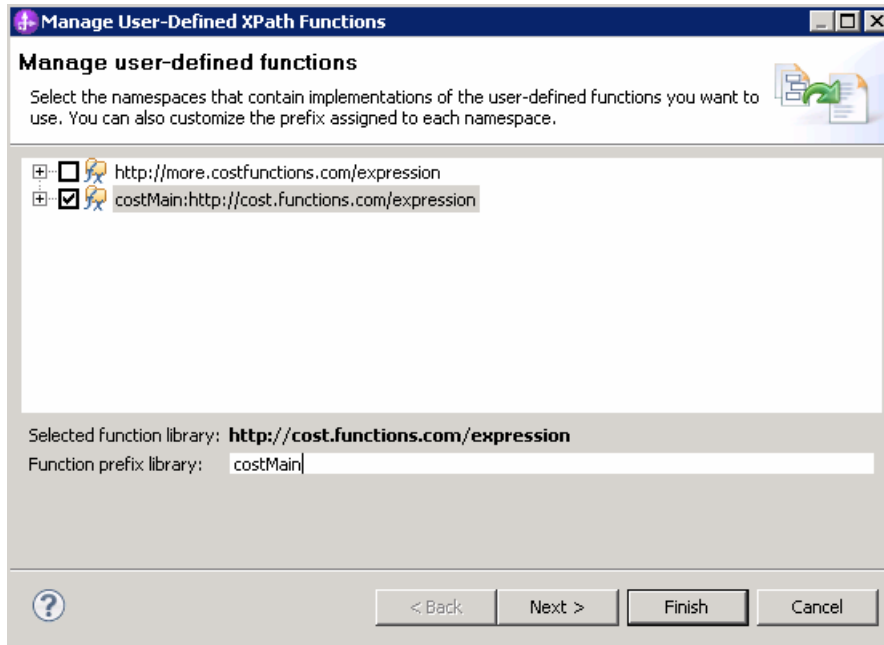 Manage User-Defined XPath Functions
Manage user-defined functions
Select the namespaces that contain implementations of the user-defined functions you want to
use. You can also customize the prefix assigned to each namespace.
http://more.costfunctions.com/expression
costMain:http://cost.functions.com/expression
Selected function library: http://cost.functions.com/expression
Function prefix library: costMain
? < Back Next > Finish Cancel